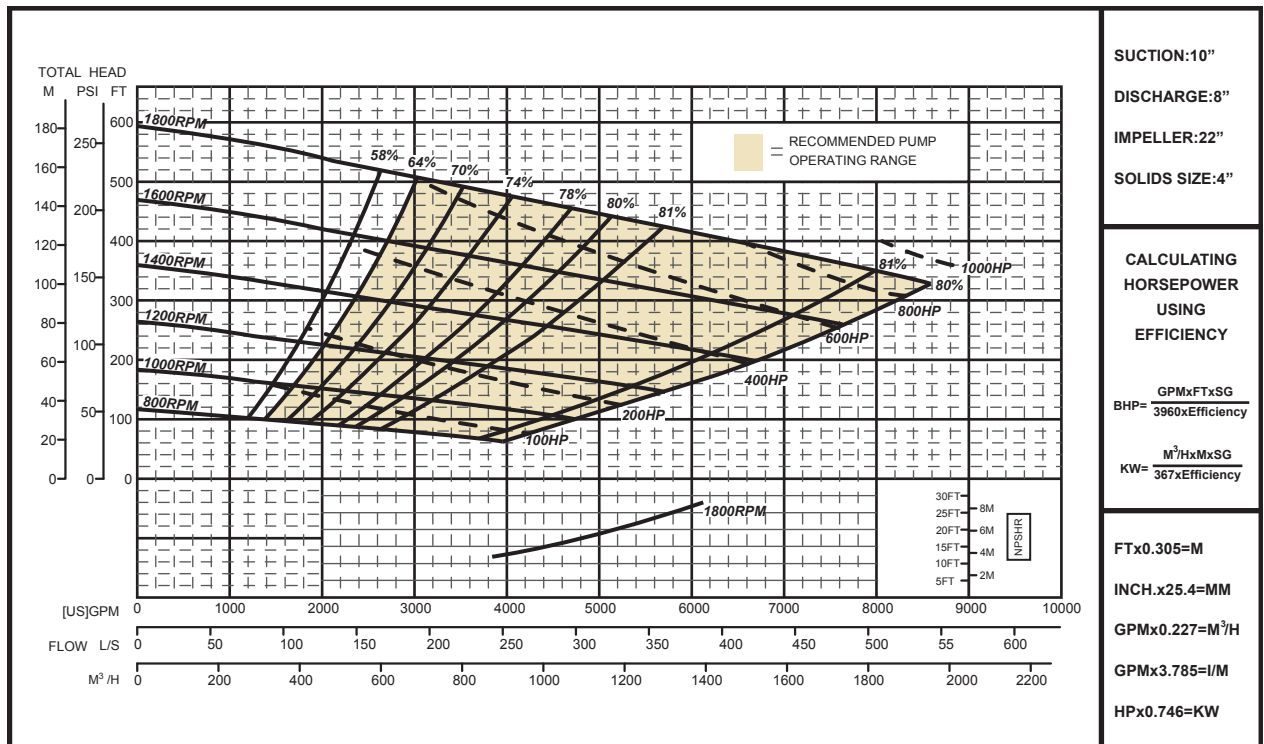 TOTAL HEAD
M PSI FT
180
160
140
120
100
80
60
40
20
0
250
200
150
100
50
0
600
500
400
300
200
100
0
1800RPM
1600RPM
1400RPM
1200RPM
1000RPM
800RPM
58%
64%
70%
74%
78%
80%
81%
81%
80%
1000HP
800HP
600HP
400HP
200HP
100HP
= RECOMMENDED PUMP
OPERATING RANGE
1800RPM
30FT
25FT
20FT
15FT
10FT
5FT
8M
6M
4M
2M
NPSHR
[US]GPM 0 1000 2000 3000 4000 5000 6000 7000 8000 9000 10000
FLOW L/S 0 50 100 150 200 250 300 350 400 450 500 55 600
M³/H 0 200 400 600 800 1000 1200 1400 1600 1800 2000 2200
SUCTION:10”
DISCHARGE:8”
IMPELLER:22”
SOLIDS SIZE:4”
CALCULATING
HORSEPOWER
USING
EFFICIENCY
BHP= GPMxFTxSG
3960xEfficiency
KW= M³/HxMxSG
367xEfficiency
FTx0.305=M
INCH.x25.4=MM
GPMx0.227=M³/H
GPMx3.785=I/M
HPx0.746=KW